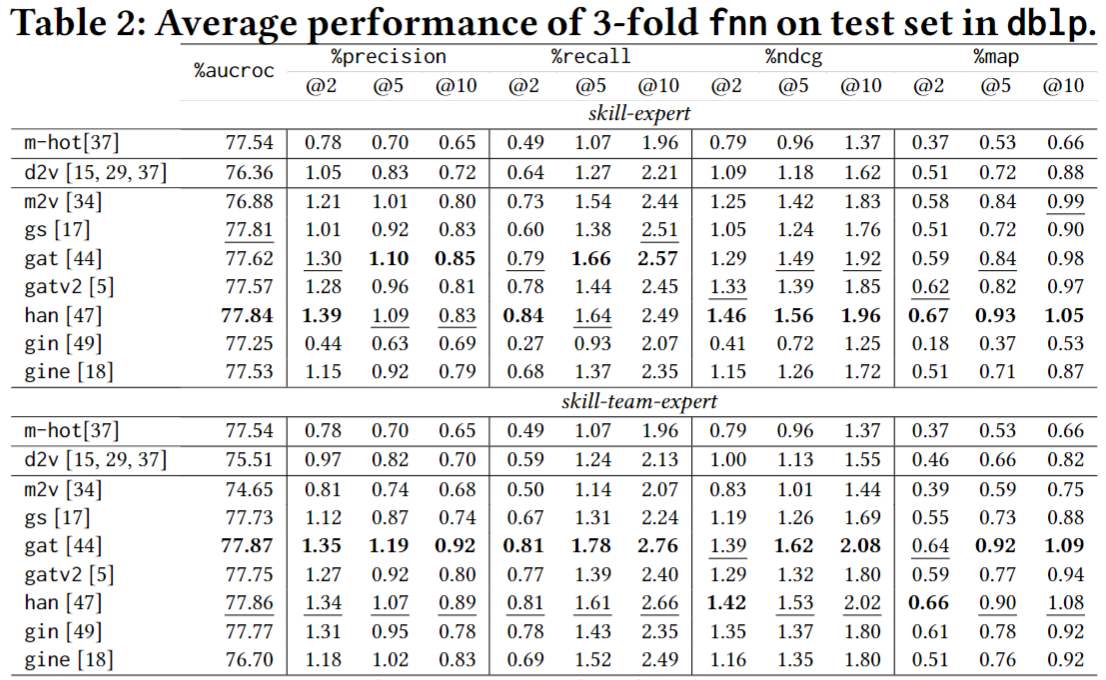 Table 2: Average performance of 3-fold fnn on test set in dblp.
%aucroc %precision %recall %ndcg %map
@2 @5 @10 @2 @5 @10 @2 @5 @10 @2 @5 @10
skill-expert
m-hot[37] 77.54 0.78 0.70 0.65 0.49 1.07 1.96 0.79 0.96 1.37 0.37 0.53 0.66
d2v [15, 29, 37] 76.36 1.05 0.83 0.72 0.64 1.27 2.21 1.09 1.18 1.62 0.51 0.72 0.88
m2v [34] 76.88 1.21 1.01 0.80 0.73 1.54 2.44 1.25 1.42 1.83 0.58 0.84 0.99
gs [17] 77.81 1.01 0.92 0.83 0.60 1.38 2.51 1.05 1.24 1.76 0.51 0.72 0.90
gat [44] 77.62 1.30 1.10 0.85 0.79 1.66 2.57 1.29 1.49 1.92 0.59 0.84 0.98
gatv2 [5] 77.57 1.28 0.96 0.81 0.78 1.44 2.45 1.33 1.39 1.85 0.62 0.82 0.97
han [47] 77.84 1.39 1.09 0.83 0.84 1.64 2.49 1.46 1.56 1.96 0.67 0.93 1.05
gin [49] 77.25 0.44 0.63 0.69 0.27 0.93 2.07 0.41 0.72 1.25 0.18 0.37 0.53
gine [18] 77.53 1.15 0.92 0.79 0.68 1.37 2.35 1.15 1.26 1.72 0.51 0.71 0.87
skill-team-expert
m-hot[37] 77.54 0.78 0.70 0.65 0.49 1.07 1.96 0.79 0.96 1.37 0.37 0.53 0.66
d2v [15, 29, 37] 75.51 0.97 0.82 0.70 0.59 1.24 2.13 1.00 1.13 1.55 0.46 0.66 0.82
m2v [34] 74.65 0.81 0.74 0.68 0.50 1.14 2.07 0.83 1.01 1.44 0.39 0.59 0.75
gs [17] 77.73 1.12 0.87 0.74 0.67 1.31 2.24 1.19 1.26 1.69 0.55 0.73 0.88
gat [44] 77.87 1.35 1.19 0.92 0.81 1.78 2.76 1.39 1.62 2.08 0.64 0.92 1.09
gatv2 [5] 77.75 1.27 0.92 0.80 0.77 1.39 2.40 1.29 1.32 1.80 0.59 0.77 0.94
han [47] 77.86 1.34 1.07 0.89 0.81 1.61 2.66 1.42 1.53 2.02 0.66 0.90 1.08
gin [49] 77.77 1.31 0.95 0.78 0.78 1.43 2.35 1.35 1.37 1.80 0.61 0.78 0.92
gine [18] 76.70 1.18 1.02 0.83 0.69 1.52 2.49 1.16 1.35 1.80 0.51 0.76 0.92